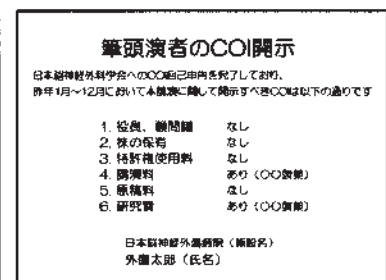 筆頭演者のCOI開示
日本脳神経外科学会へのCOI自己申告を完了しており、
昨年1月〜12月において本演題に関して開示すべきCOIは以下の通りです
1. 役員、顧問職 なし
2. 株の保有 なし
3. 特許権使用料 なし
4. 講演料 あり（〇〇製薬）
5. 原稿料 なし
6. 研究費 あり（〇〇製薬）
日本脳神経外科病院（施設名）
外科太郎（氏名）